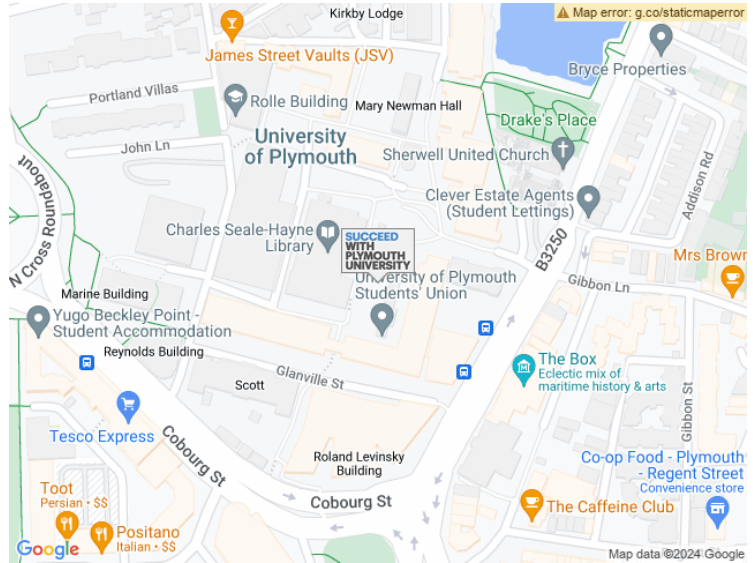 Kirkby Lodge
Map error: g.co/staticmaperror
James Street Vaults (JSV)
Bryce Properties
Portland Villas
Rolle Building
Mary Newman Hall
Drake's Place
University
of Plymouth
John Ln
Sherwell United Church
Addison Rd
N Cross Roundabout
Clever Estate Agents
(Student Lettings)
Charles Seale-Hayne
Library
SUCCEED
WITH
PLYMOUTH
UNIVERSITY
B3250
Mrs Brown
University of Plymouth
Students' Union
Gibbon Ln
Marine Building
Yugo Beckley Point -
Student Accommodation
Reynolds Building
The Box
Eclectic mix of
maritime history & arts
Glanville St
Scott
Gibbon St
Tesco Express
Cobourg St
Roland Levinsky
Building
Co-op Food - Plymouth
- Regent Street
Convenience store
Toot
Persian • $$
Cobourg St
The Caffeine Club
Positano
Italian • $$
Google
Map data ©2024 Google